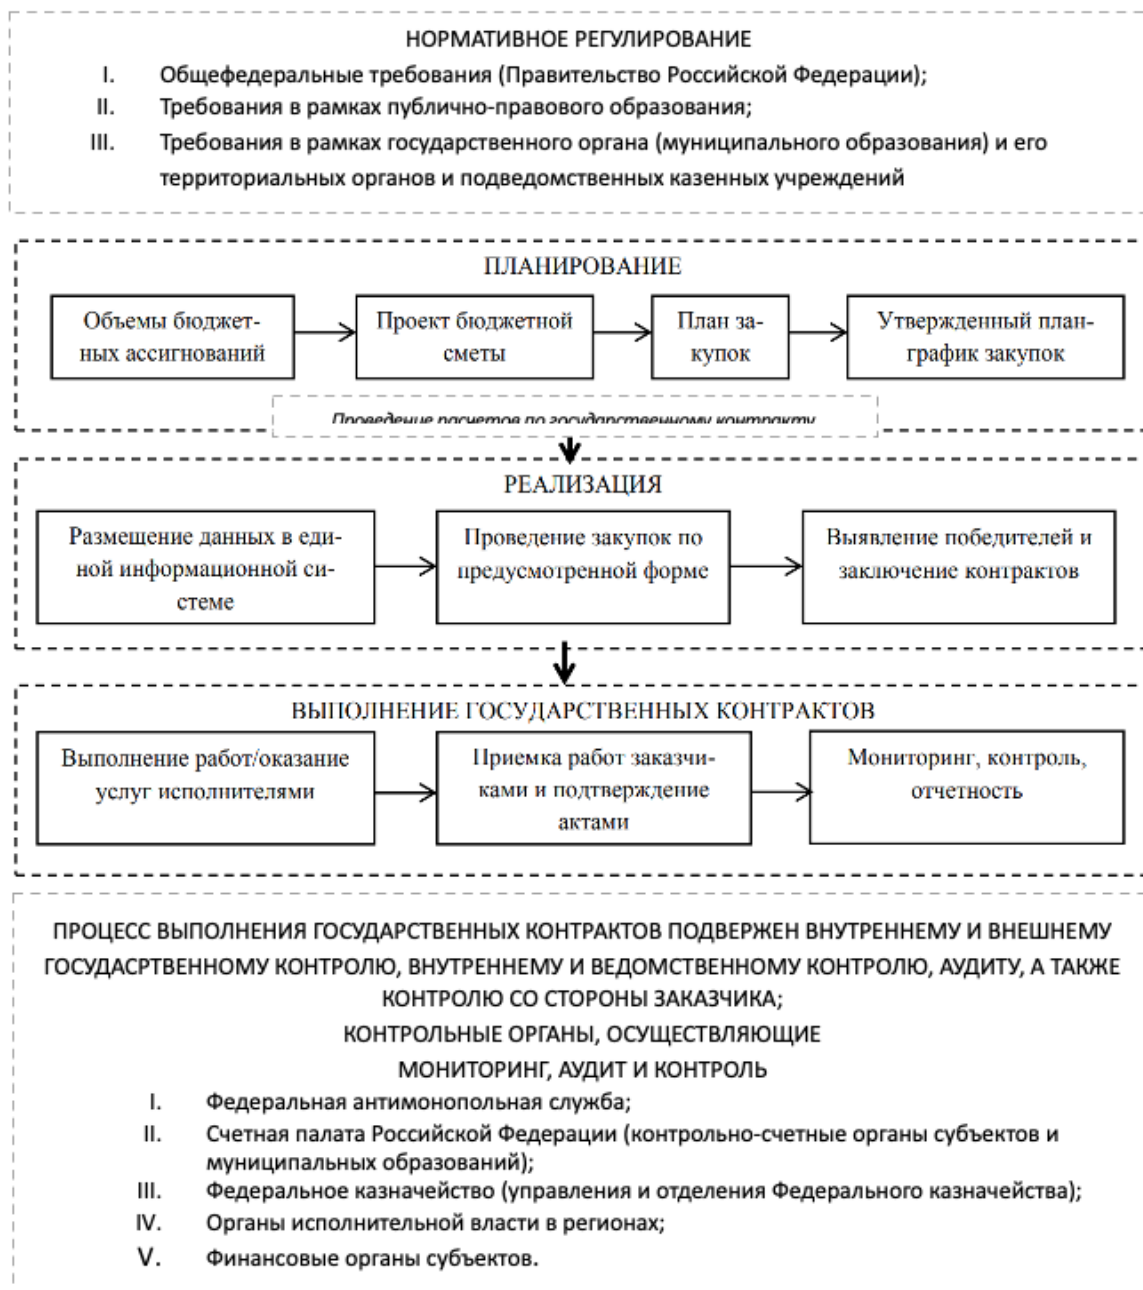 НОРМАТИВНОЕ РЕГУЛИРОВАНИЕ
I. Общефедеральные требования (Правительство Российской Федерации);
II. Требования в рамках публично-правового образования;
III. Требования в рамках государственного органа (муниципального образования) и его
территориальных органов и подведомственных казенных учреждений
ПЛАНИРОВАНИЕ
Объемы бюджет-
ных ассигнований
Проект бюджетной
сметы
План за-
купок
Утвержденный план-
график закупок
Проведение расчетов по государственному контракту
РЕАЛИЗАЦИЯ
Размещение данных в еди-
ной информационной си-
стеме
Проведение закупок по
предусмотренной форме
Выявление победителей и
заключение контрактов
ВЫПОЛНЕНИЕ ГОСУДАРСТВЕННЫХ КОНТРАКТОВ
Выполнение работ/оказание
услуг исполнителями
Приемка работ заказчи-
ками и подтверждение
актами
Мониторинг, контроль,
отчетность
ПРОЦЕСС ВЫПОЛНЕНИЯ ГОСУДАРСТВЕННЫХ КОНТРАКТОВ ПОДВЕРЖЕН ВНУТРЕННЕМУ И ВНЕШНЕМУ
ГОСУДАСРТВЕННОМУ КОНТРОЛЮ, ВНУТРЕННЕМУ И ВЕДОМСТВЕННОМУ КОНТРОЛЮ, АУДИТУ, А ТАКЖЕ
КОНТРОЛЮ СО СТОРОНЫ ЗАКАЗЧИКА;
КОНТРОЛЬНЫЕ ОРГАНЫ, ОСУЩЕСТВЛЯЮЩИЕ
МОНИТОРИНГ, АУДИТ И КОНТРОЛЬ
I. Федеральная антимонопольная служба;
II. Счетная палата Российской Федерации (контрольно-счетные органы субъектов и
муниципальных образований);
III. Федеральное казначейство (управления и отделения Федерального казначейства);
IV. Органы исполнительной власти в регионах;
V. Финансовые органы субъектов.